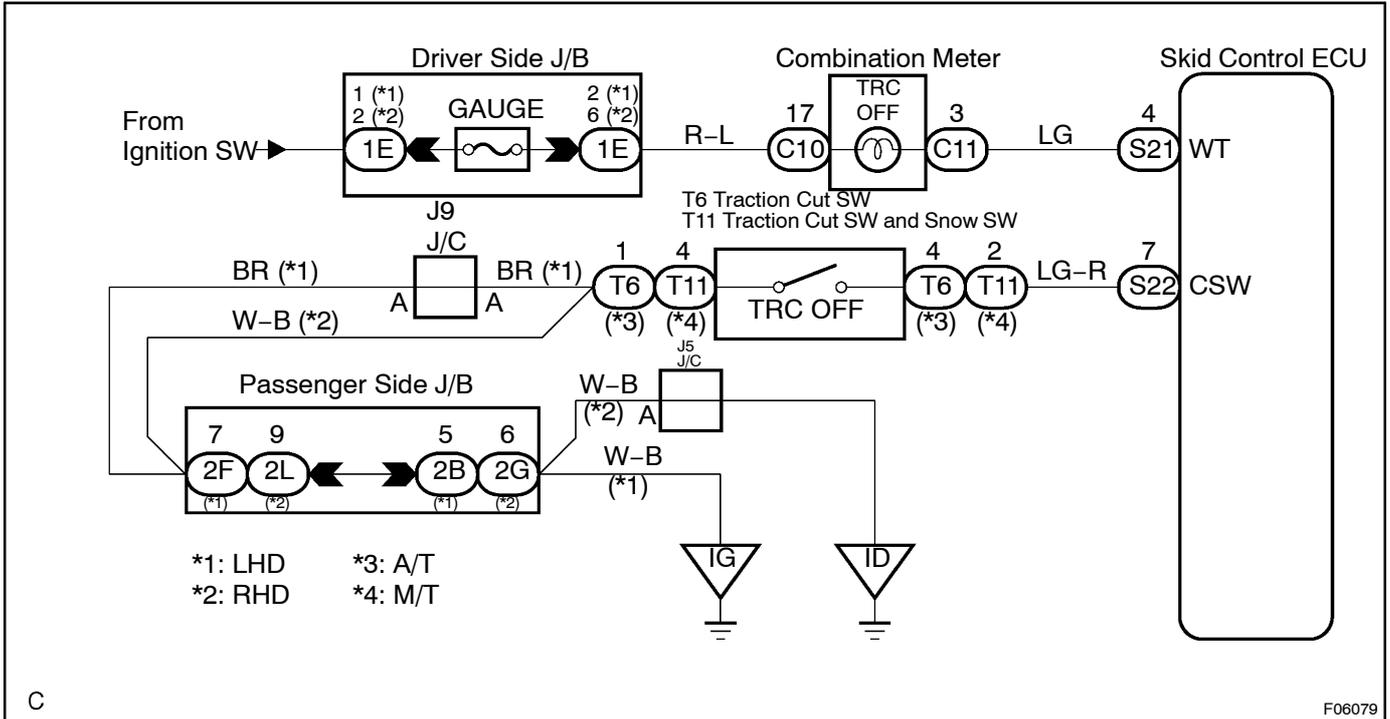 Driver Side J/B
Combination Meter
Skid Control ECU
1 (*1)
2 (*2)
GAUGE
2 (*1)
6 (*2)
TRC
OFF
From
Ignition SW
1E
1E
R–L
17
C10
3
C11
LG
4
S21
WT
T6 Traction Cut SW
T11 Traction Cut SW and Snow SW
J9
J/C
BR (*1)
A
A
BR (*1)
1
T6
(*3)
4
T11
(*4)
TRC OFF
4
T6
(*3)
2
T11
(*4)
LG–R
7
S22
CSW
W–B (*2)
J5
J/C
Passenger Side J/B
W–B
(*2)
A
7
2F
(*1)
9
2L
(*2)
5
2B
(*1)
6
2G
(*2)
W–B
(*1)
IG
ID
*1: LHD
*3: A/T
*2: RHD
*4: M/T
C
F06079